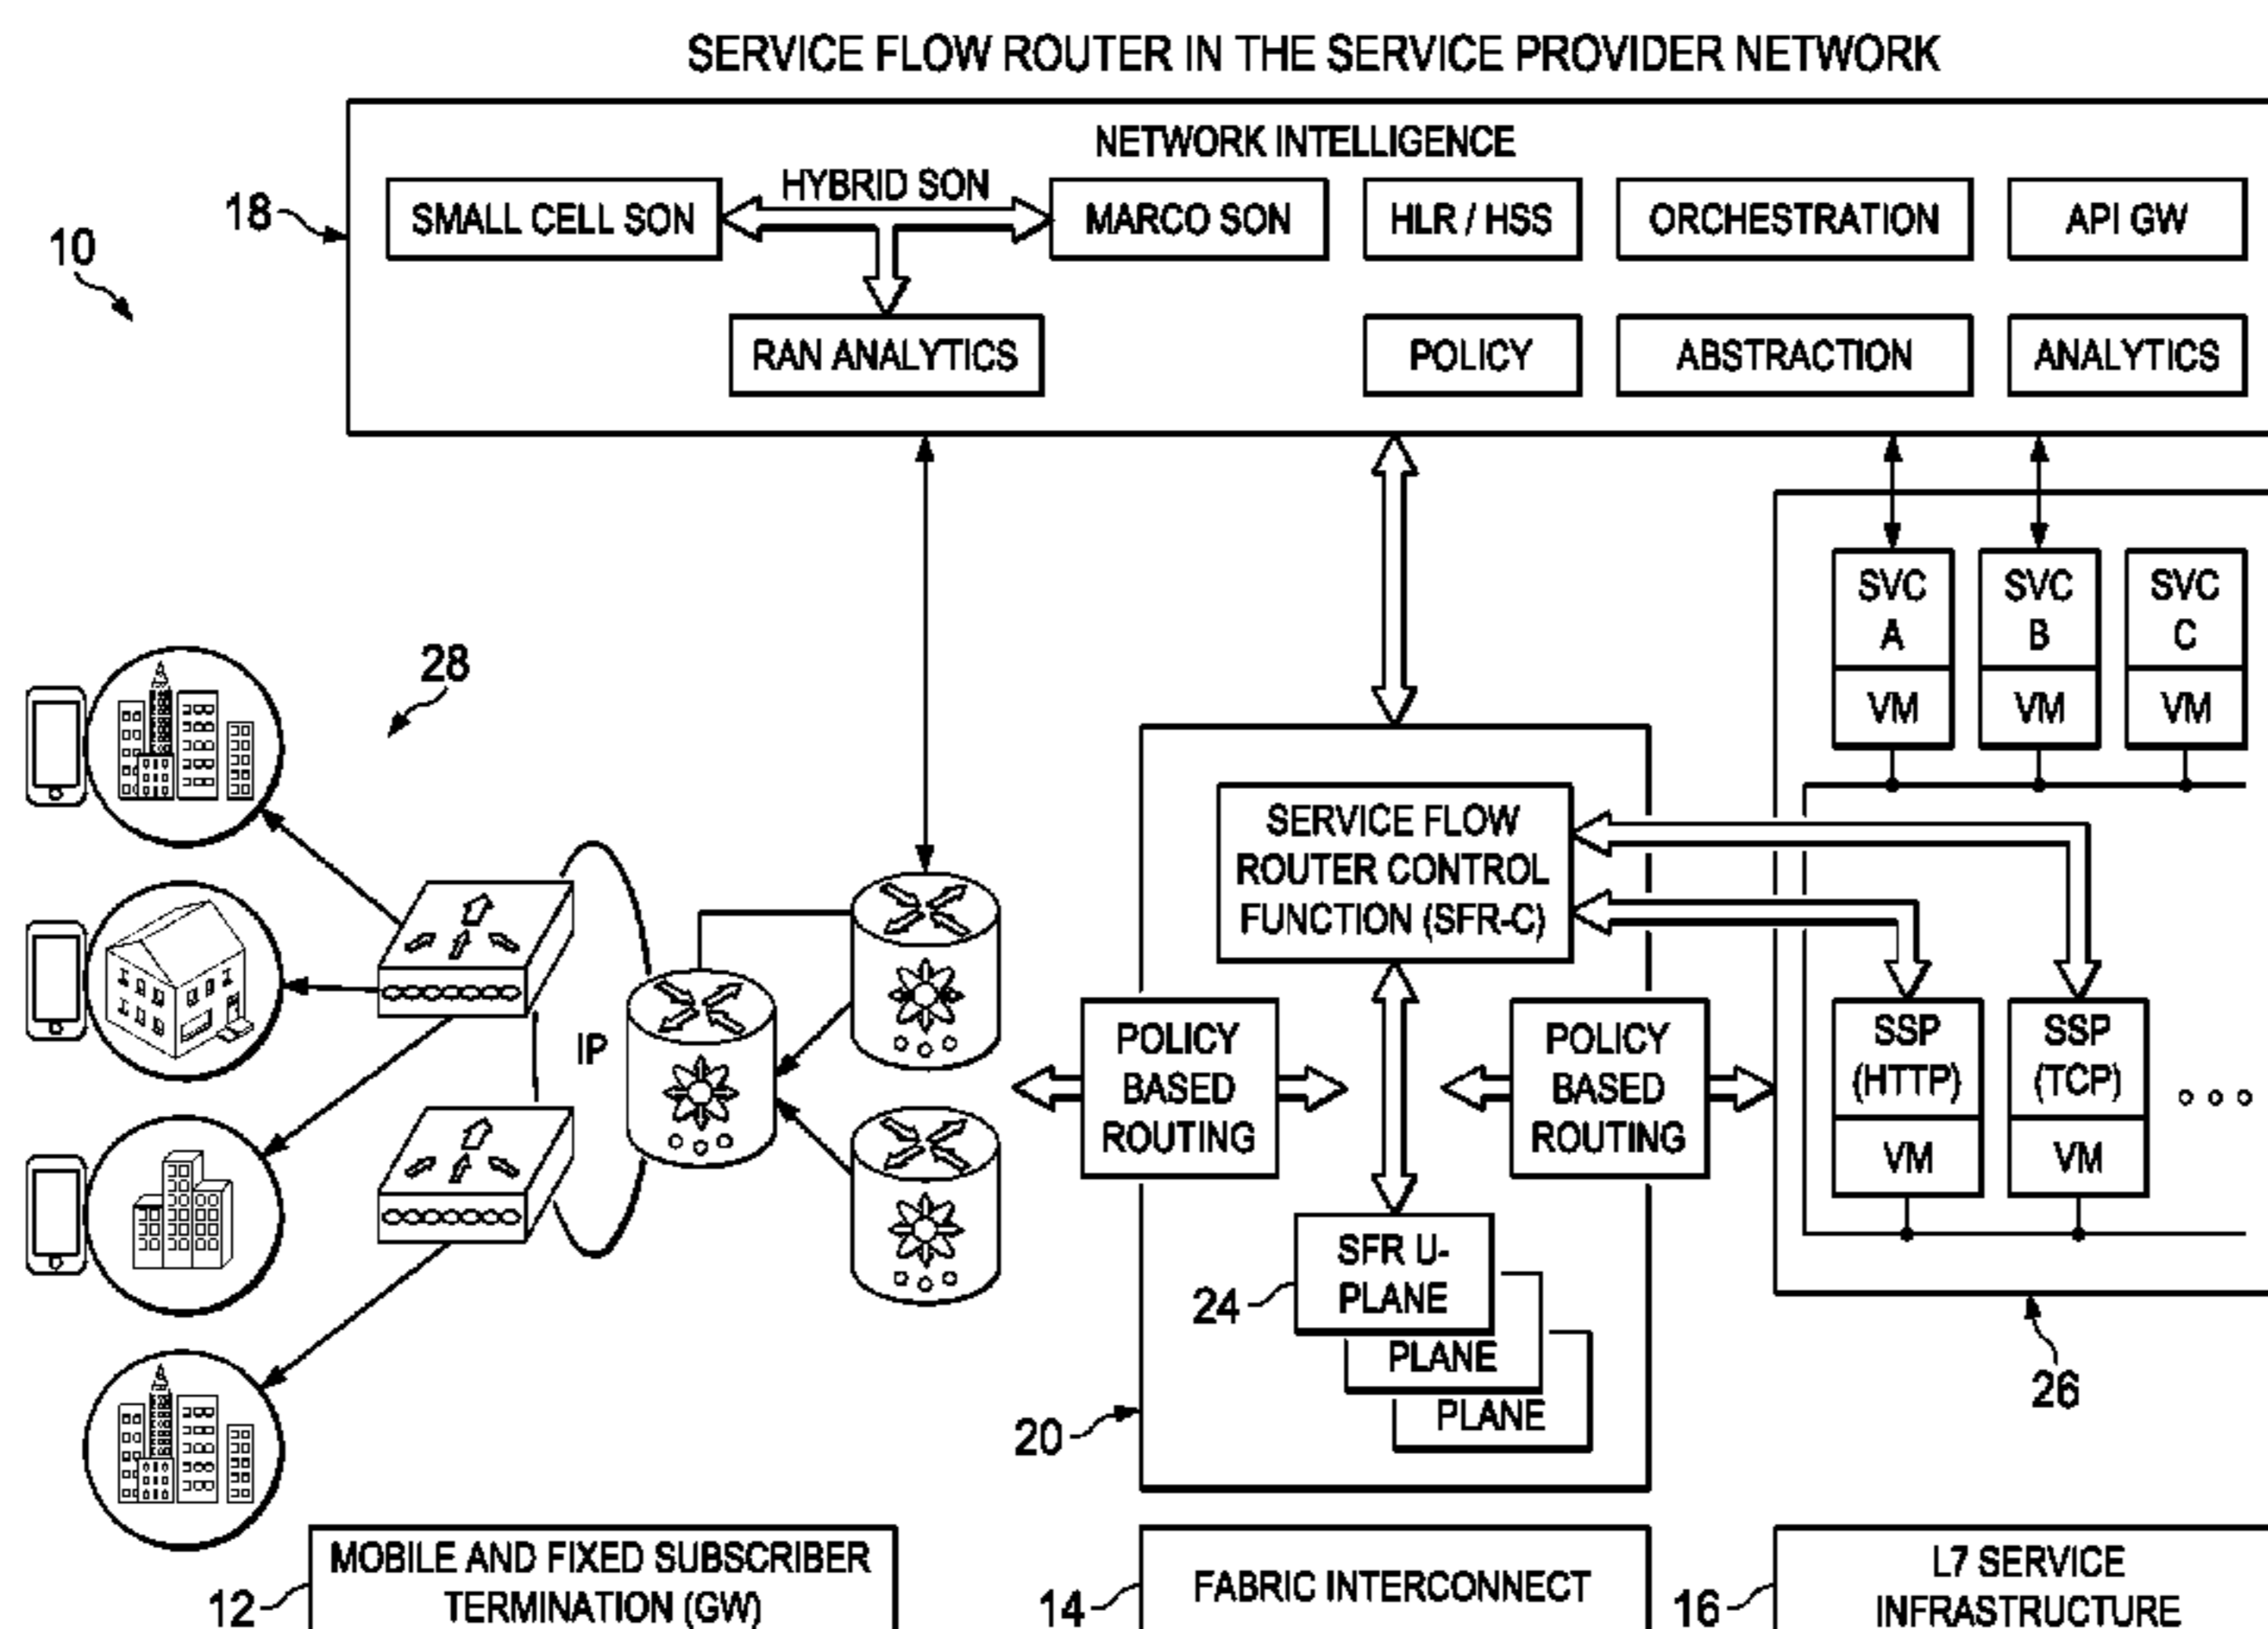 SERVICE FLOW ROUTER IN THE SERVICE PROVIDER NETWORK
NETWORK INTELLIGENCE
HYBRID SON
18
SMALL CELL SON
MARCO SON
HLR / HSS
ORCHESTRATION
API GW
10
RAN ANALYTICS
POLICY
ABSTRACTION
ANALYTICS
28
SVC
A
VM
SVC
B
VM
SVC
C
VM
SERVICE FLOW
ROUTER CONTROL
FUNCTION (SFR-C)
IP
POLICY
BASED
ROUTING
POLICY
BASED
ROUTING
SSP
(HTTP)
VM
SSP
(TCP)
VM
24
SFR U-
PLANE
PLANE
PLANE
20
26
12
MOBILE AND FIXED SUBSCRIBER
TERMINATION (GW)
14
FABRIC INTERCONNECT
16
L7 SERVICE
INFRASTRUCTURE